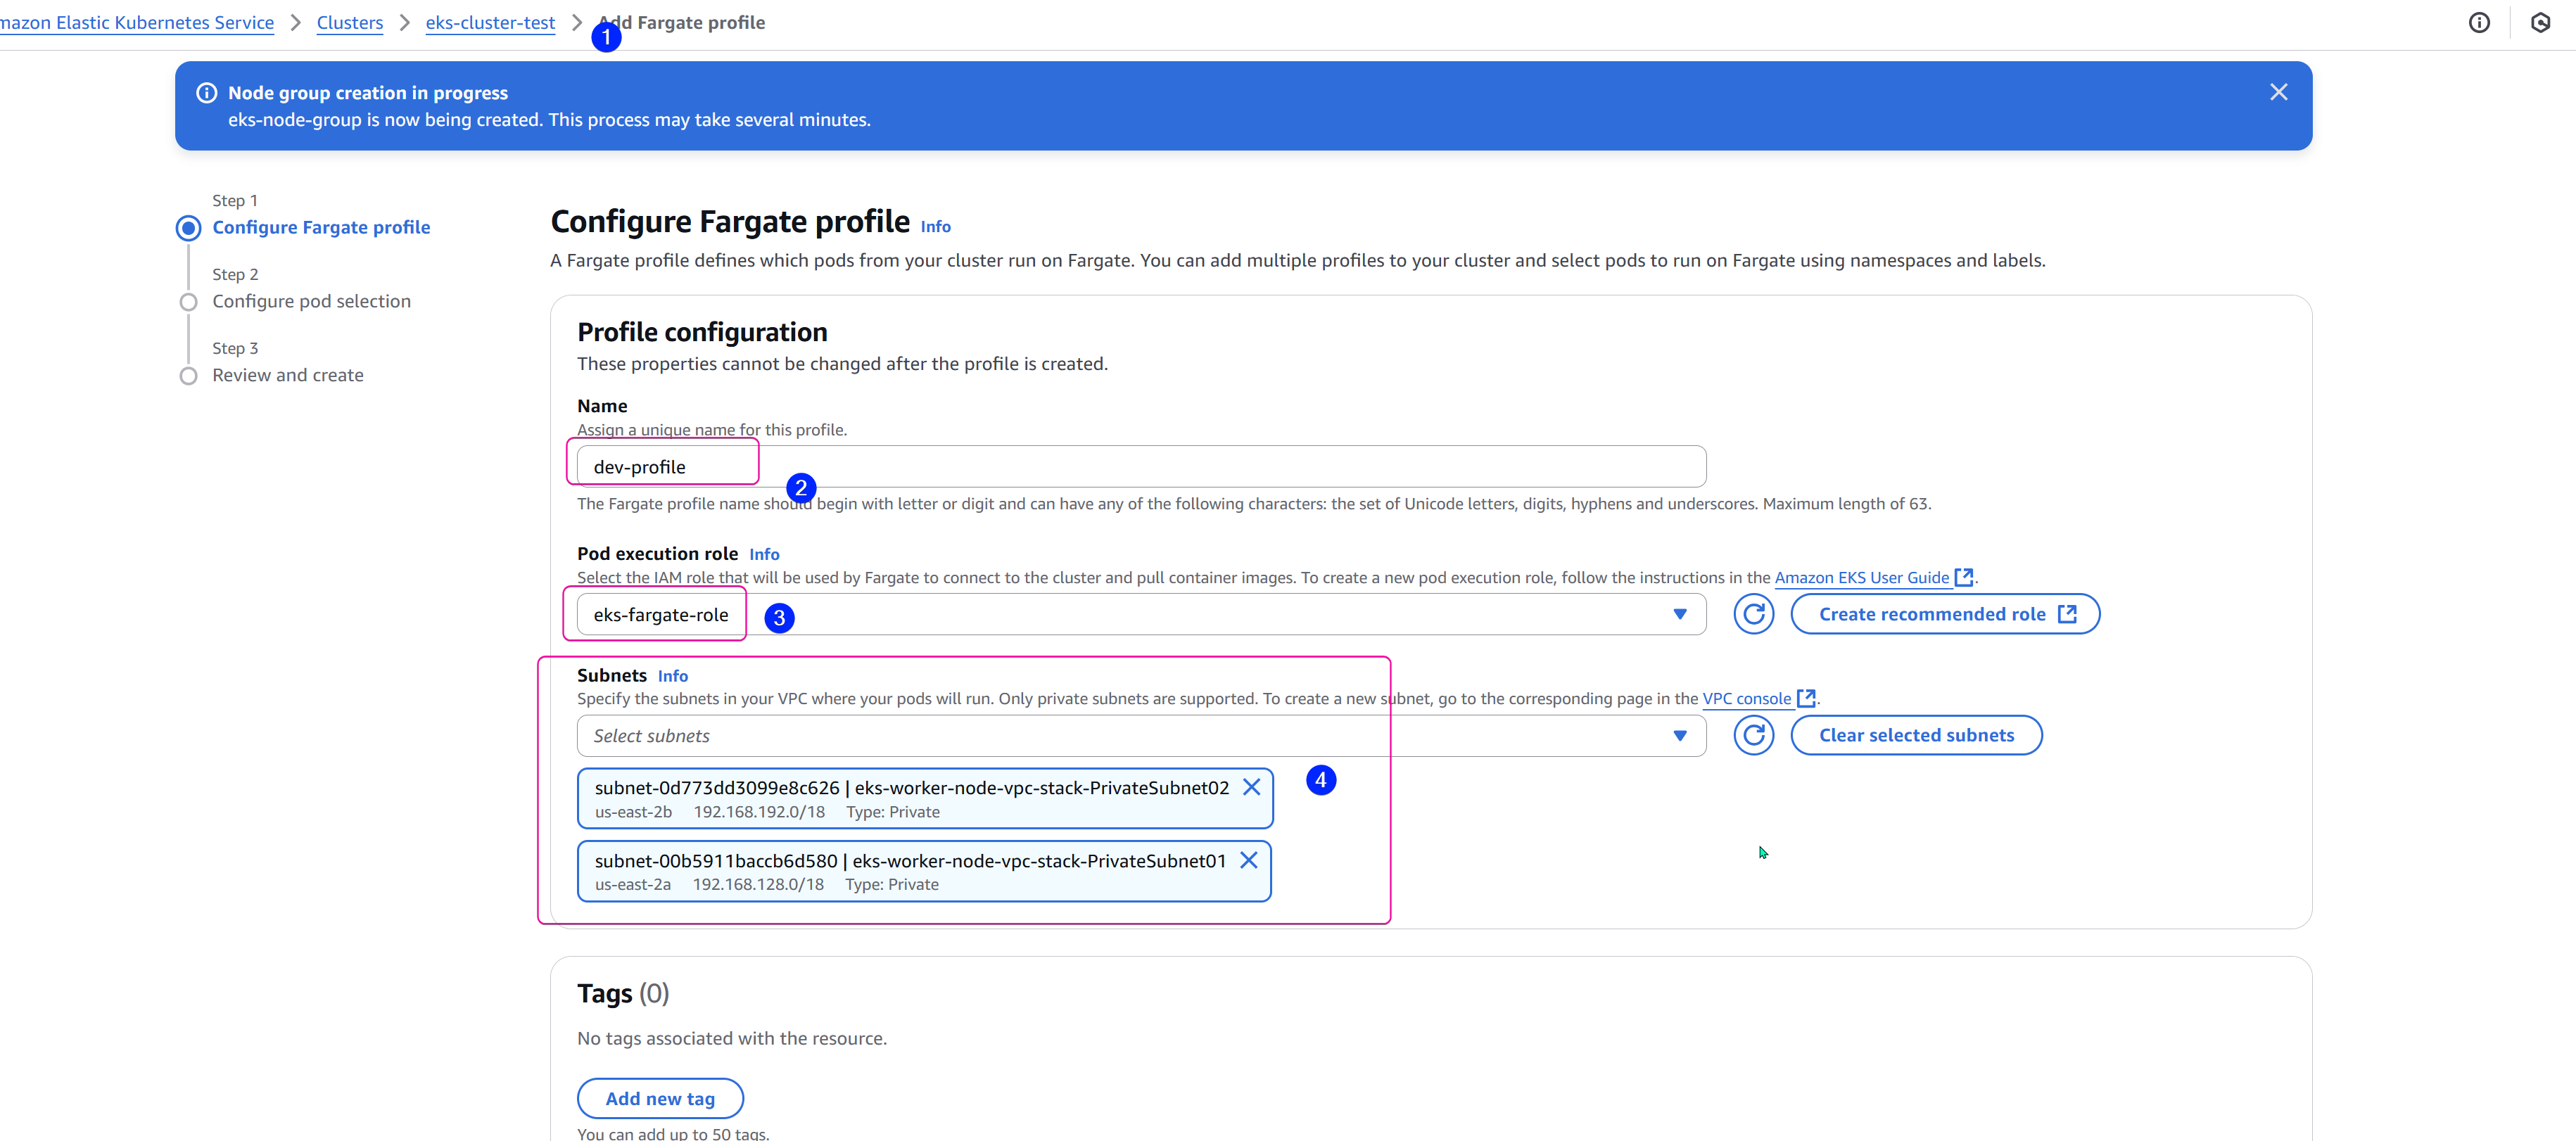 mazon Elastic Kubernetes Service > Clusters > eks-cluster-test > Add Fargate profile
1
Node group creation in progress
eks-node-group is now being created. This process may take several minutes.
Step 1
Configure Fargate profile
Step 2
Configure pod selection
Step 3
Review and create
Configure Fargate profile Info
A Fargate profile defines which pods from your cluster run on Fargate. You can add multiple profiles to your cluster and select pods to run on Fargate using namespaces and labels.
Profile configuration
These properties cannot be changed after the profile is created.
Name
Assign a unique name for this profile.
dev-profile
2
The Fargate profile name should begin with letter or digit and can have any of the following characters: the set of Unicode letters, digits, hyphens and underscores. Maximum length of 63.
Pod execution role Info
Select the IAM role that will be used by Fargate to connect to the cluster and pull container images. To create a new pod execution role, follow the instructions in the Amazon EKS User Guide.
eks-fargate-role
3
Create recommended role
Subnets Info
Specify the subnets in your VPC where your pods will run. Only private subnets are supported. To create a new subnet, go to the corresponding page in the VPC console.
Select subnets
Clear selected subnets
subnet-0d773dd3099e8c626 | eks-worker-node-vpc-stack-PrivateSubnet02
us-east-2b 192.168.192.0/18 Type: Private
4
subnet-00b5911baccb6d580 | eks-worker-node-vpc-stack-PrivateSubnet01
us-east-2a 192.168.128.0/18 Type: Private
Tags (0)
No tags associated with the resource.
Add new tag
You can add up to 50 tags.